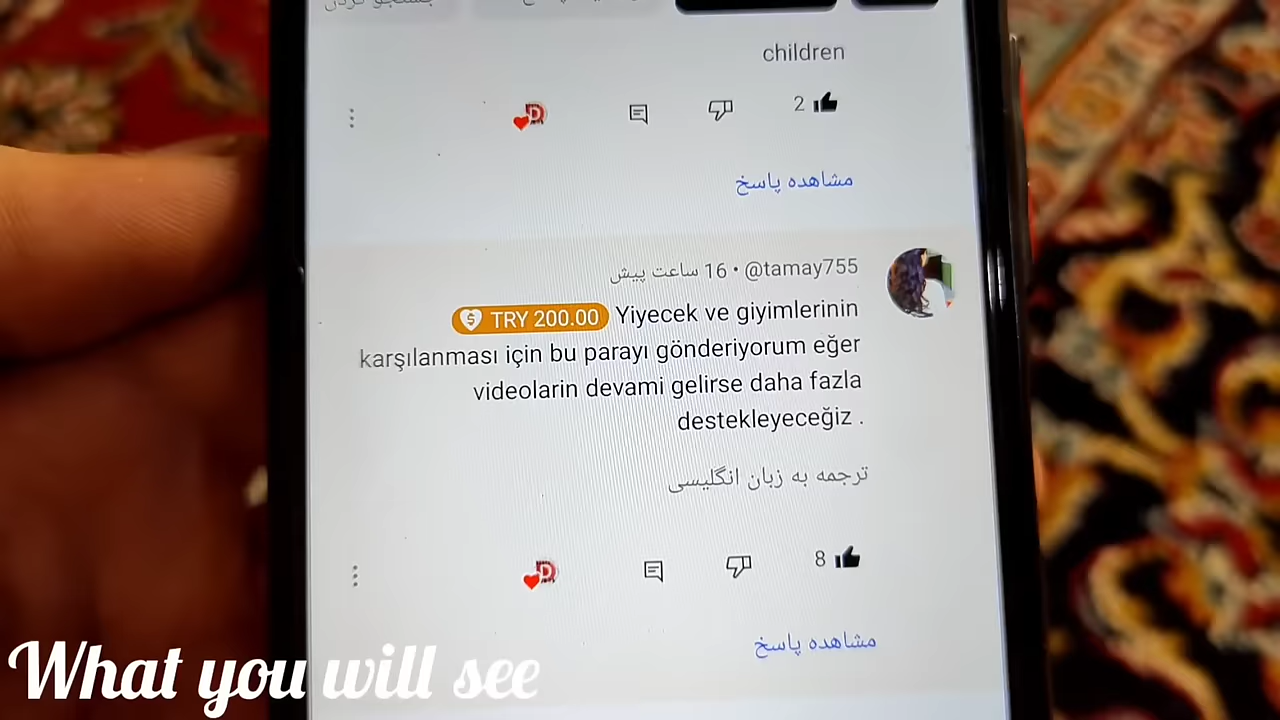 children
2
مشاهده پاسخ
@tamay755 • 16 ساعت پیش
TRY 200.00 Yiyecek ve giyimlerinin
karşılanması için bu parayı gönderiyorum eğer
videolarin devami gelirse daha fazla
destekleyeceğiz .
ترجمه به زبان انگلیسی
8
مشاهده پاسخ
What you will see